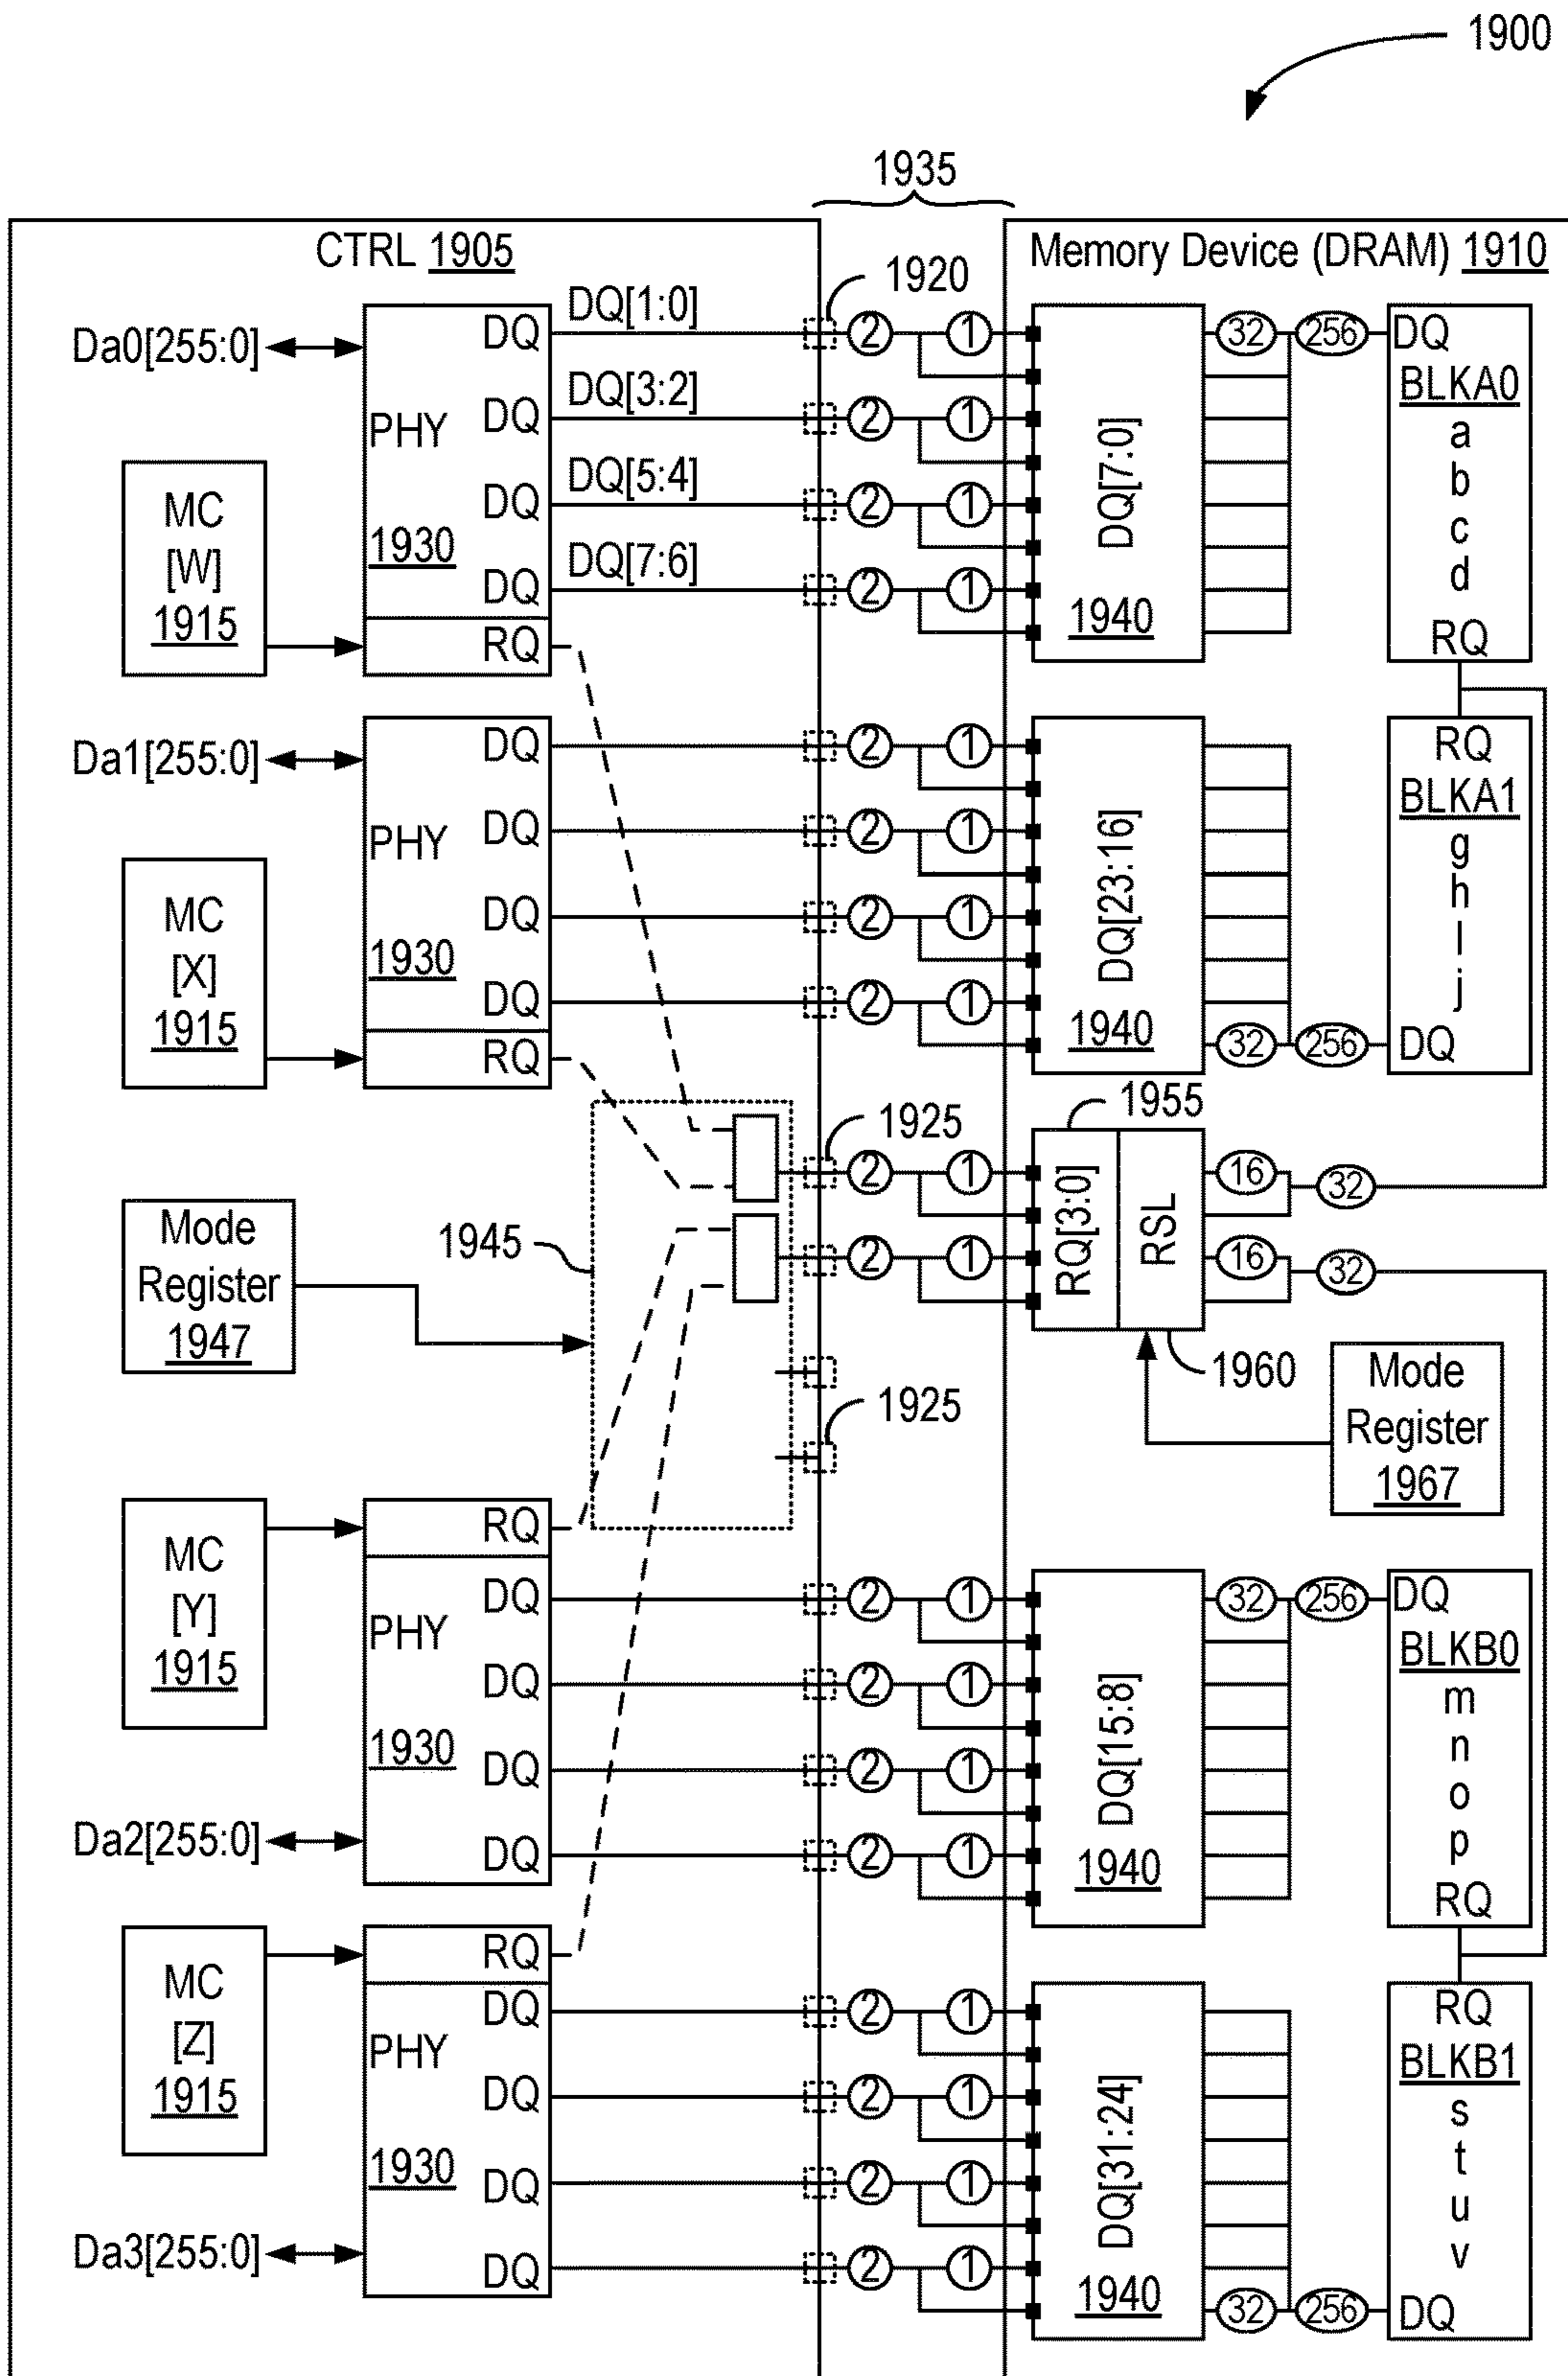 1900
1935
CTRL 1905
Memory Device (DRAM) 1910
1920
Da0[255:0]
PHY
1930
DQ
DQ[1:0]
DQ
DQ[3:2]
DQ
DQ[5:4]
DQ
DQ[7:6]
RQ
MC
[W]
1915
2
1
2
1
2
1
2
1
DQ[7:0]
1940
32
256
DQ
BLKA0
a
b
c
d
RQ
Da1[255:0]
PHY
1930
DQ
DQ
DQ
DQ
RQ
MC
[X]
1915
2
1
2
1
2
1
2
1
DQ[23:16]
1940
32
256
RQ
BLKA1
g
h
l
j
DQ
1925
1955
2
1
2
1
RQ[3:0]
RSL
16
32
16
32
1945
Mode
Register
1947
1960
1925
Mode
Register
1967
MC
[Y]
1915
RQ
PHY
1930
DQ
DQ
DQ
DQ
Da2[255:0]
2
1
2
1
2
1
2
1
DQ[15:8]
1940
32
256
DQ
BLKB0
m
n
o
p
RQ
MC
[Z]
1915
RQ
PHY
1930
DQ
DQ
DQ
DQ
Da3[255:0]
2
1
2
1
2
1
2
1
DQ[31:24]
1940
32
256
RQ
BLKB1
s
t
u
v
DQ